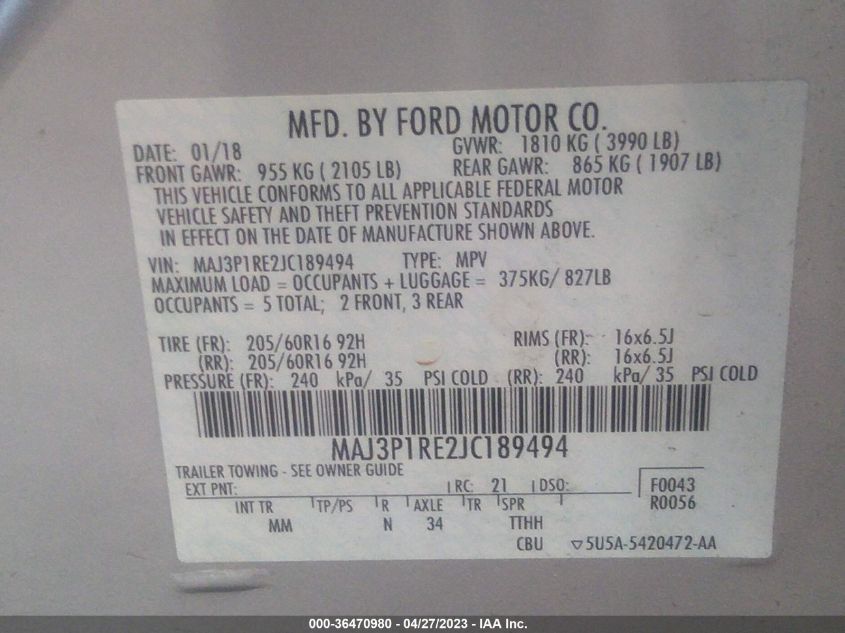 MFD. BY FORD MOTOR CO.
DATE: 01/18 GVWR: 1810 KG ( 3990 LB)
FRONT GAWR: 955 KG ( 2105 LB) REAR GAWR: 865 KG ( 1907 LB)
THIS VEHICLE CONFORMS TO ALL APPLICABLE FEDERAL MOTOR
VEHICLE SAFETY AND THEFT PREVENTION STANDARDS
IN EFFECT ON THE DATE OF MANUFACTURE SHOWN ABOVE.
VIN: MAJ3P1RE2JC189494 TYPE: MPV
MAXIMUM LOAD = OCCUPANTS + LUGGAGE = 375KG/ 827LB
OCCUPANTS = 5 TOTAL; 2 FRONT, 3 REAR
TIRE (FR): 205/60R16 92H RIMS (FR): 16x6.5J
(RR): 205/60R16 92H (RR): 16x6.5J
PRESSURE (FR): 240 kPa/ 35 PSI COLD (RR): 240 kPa/ 35 PSI COLD
MAJ3P1RE2JC189494
TRAILER TOWING - SEE OWNER GUIDE
EXT PNT: RC: 21 DSO: F0043
INT TR TP/PS R AXLE TR SPR R0056
MM N 34 TTHH
CBU ▽5U5A-5420472-AA
000-36470980 - 04/27/2023 - IAA Inc.